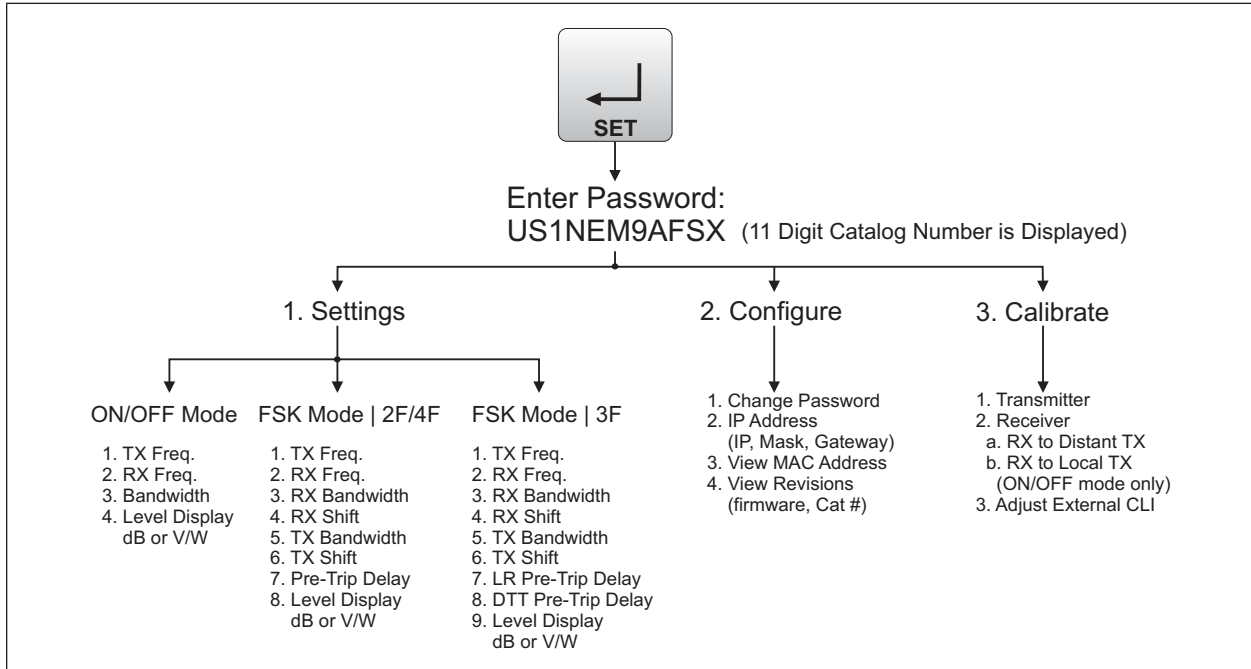 SET
Enter Password:
US1NEM9AFSX (11 Digit Catalog Number is Displayed)
1. Settings
ON/OFF Mode
1. TX Freq.
2. RX Freq.
3. Bandwidth
4. Level Display
dB or V/W
FSK Mode | 2F/4F
1. TX Freq.
2. RX Freq.
3. RX Bandwidth
4. RX Shift
5. TX Bandwidth
6. TX Shift
7. Pre-Trip Delay
8. Level Display
dB or V/W
FSK Mode | 3F
1. TX Freq.
2. RX Freq.
3. RX Bandwidth
4. RX Shift
5. TX Bandwidth
6. TX Shift
7. LR Pre-Trip Delay
8. DTT Pre-Trip Delay
9. Level Display
dB or V/W
2. Configure
1. Change Password
2. IP Address
(IP, Mask, Gateway)
3. View MAC Address
4. View Revisions
(firmware, Cat #)
3. Calibrate
1. Transmitter
2. Receiver
a. RX to Distant TX
b. RX to Local TX
(ON/OFF mode only)
3. Adjust External CLI